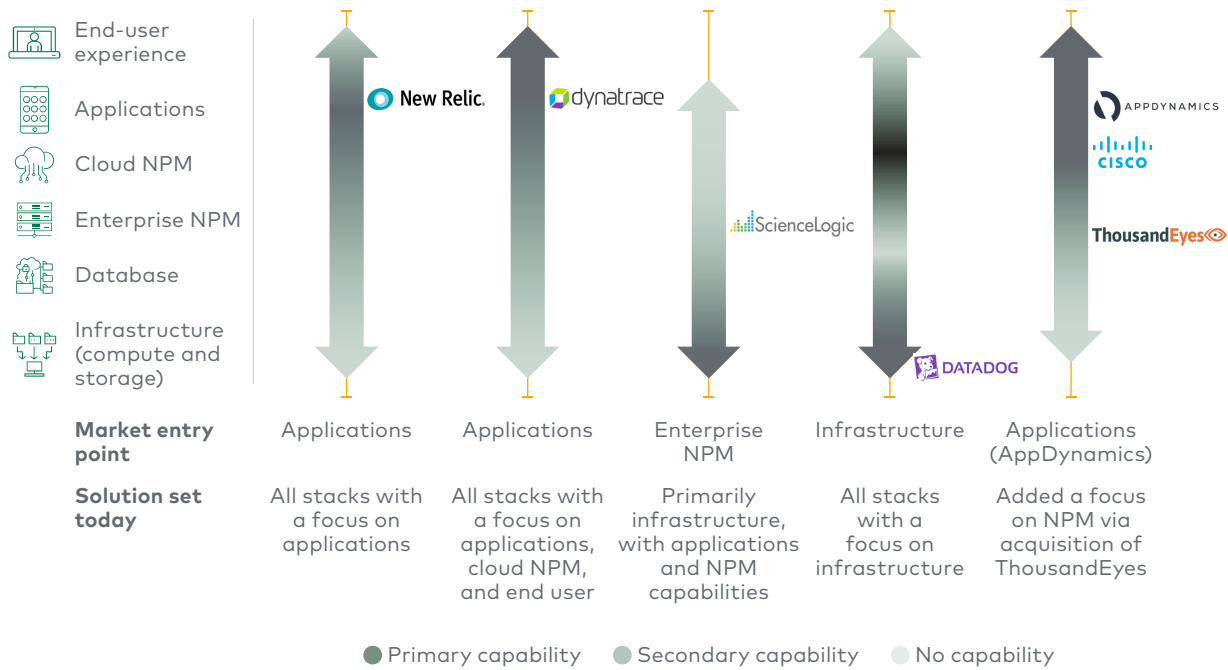 End-user
experience
Applications
Cloud NPM
Enterprise NPM
Database
Infrastructure
(compute and
storage)
New Relic.
dynatrace
ScienceLogic
DATADOG
APPDYNAMICS
CISCO
ThousandEyes
Market entry
point
Applications
Applications
Enterprise
NPM
Infrastructure
Applications
(AppDynamics)
Solution set
today
All stacks with
a focus on
applications
All stacks with
a focus on
applications,
cloud NPM,
and end user
Primarily
infrastructure,
with applications
and NPM
capabilities
All stacks
with a
focus on
infrastructure
Added a focus
on NPM via
acquisition of
ThousandEyes
Primary capability
Secondary capability
No capability